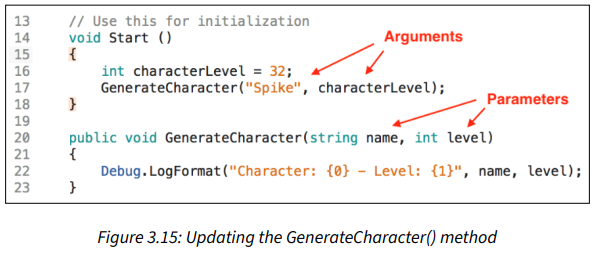 13 // Use this for initialization
14 void Start ()
15 {
16 int characterLevel = 32;
Arguments
17 GenerateCharacter("Spike", characterLevel);
18 }
Parameters
19
20 public void GenerateCharacter(string name, int level)
21 {
22 Debug.LogFormat("Character: {0} – Level: {1}", name, level);
23 }
Figure 3.15: Updating the GenerateCharacter() method